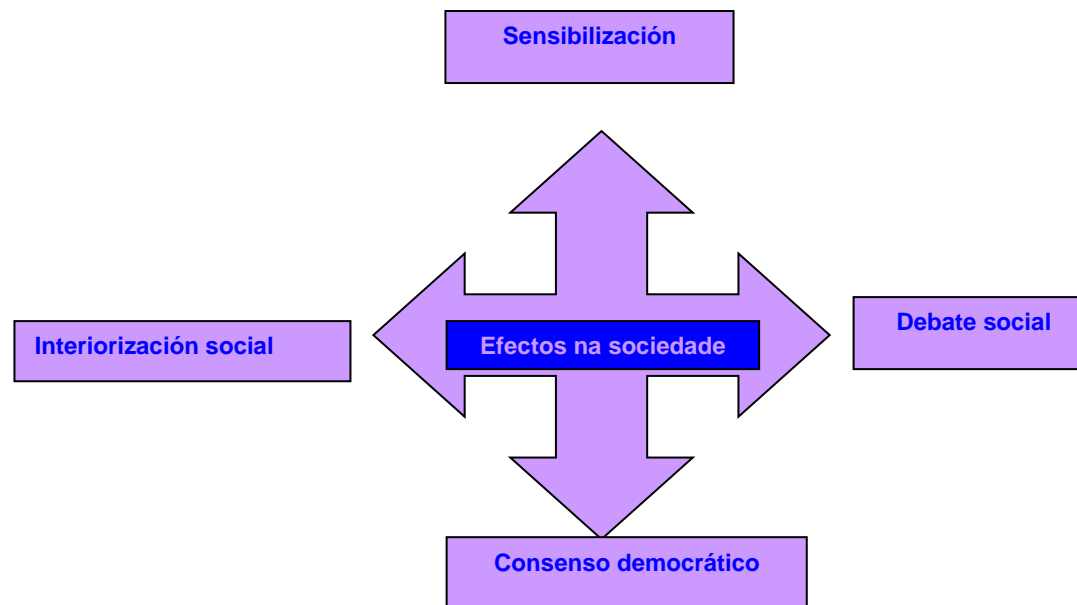 Sensibilización
Interiorización social
Efectos na sociedade
Debate social
Consenso democrático